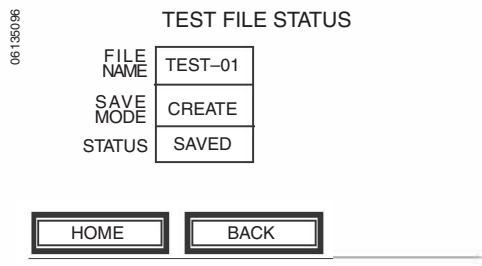 06135096
TEST FILE STATUS
FILE NAME TEST–01
SAVE MODE CREATE
STATUS SAVED
HOME BACK